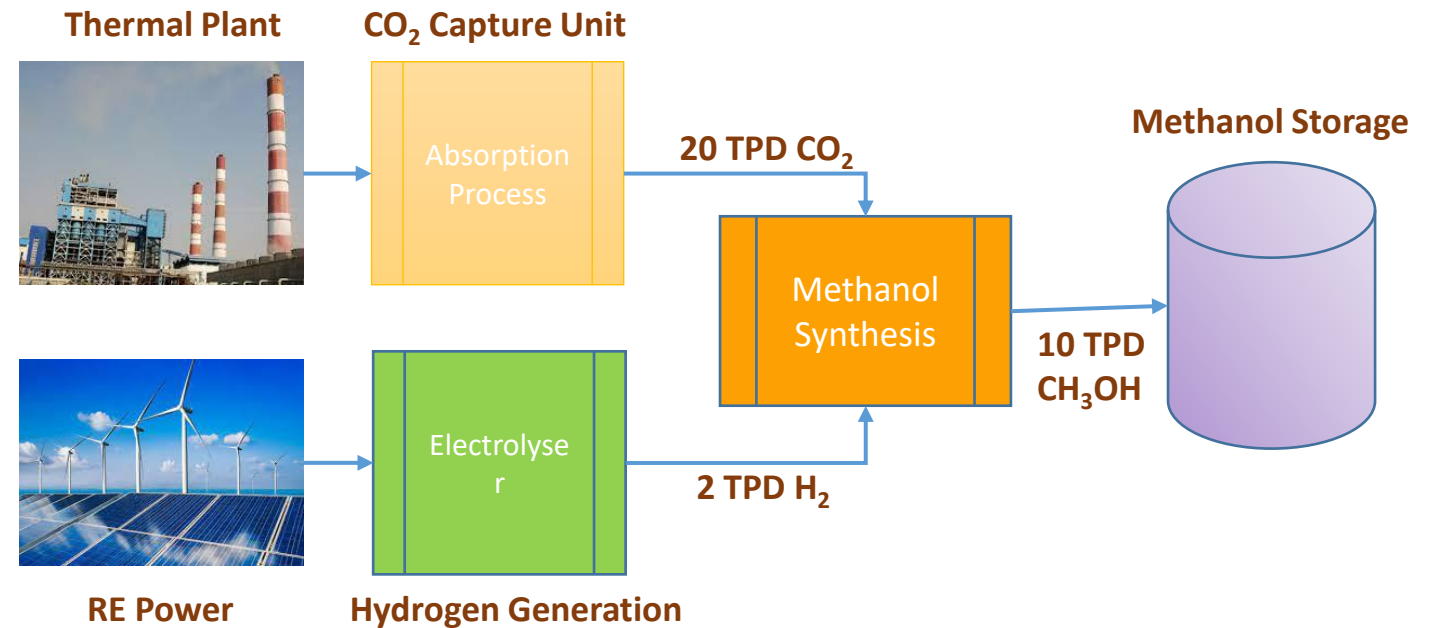 Thermal Plant
CO₂ Capture Unit
Absorption
Process
20 TPD CO₂
Methanol Storage
Methanol
Synthesis
10 TPD
CH₃OH
Electrolyse
r
2 TPD H₂
RE Power
Hydrogen Generation